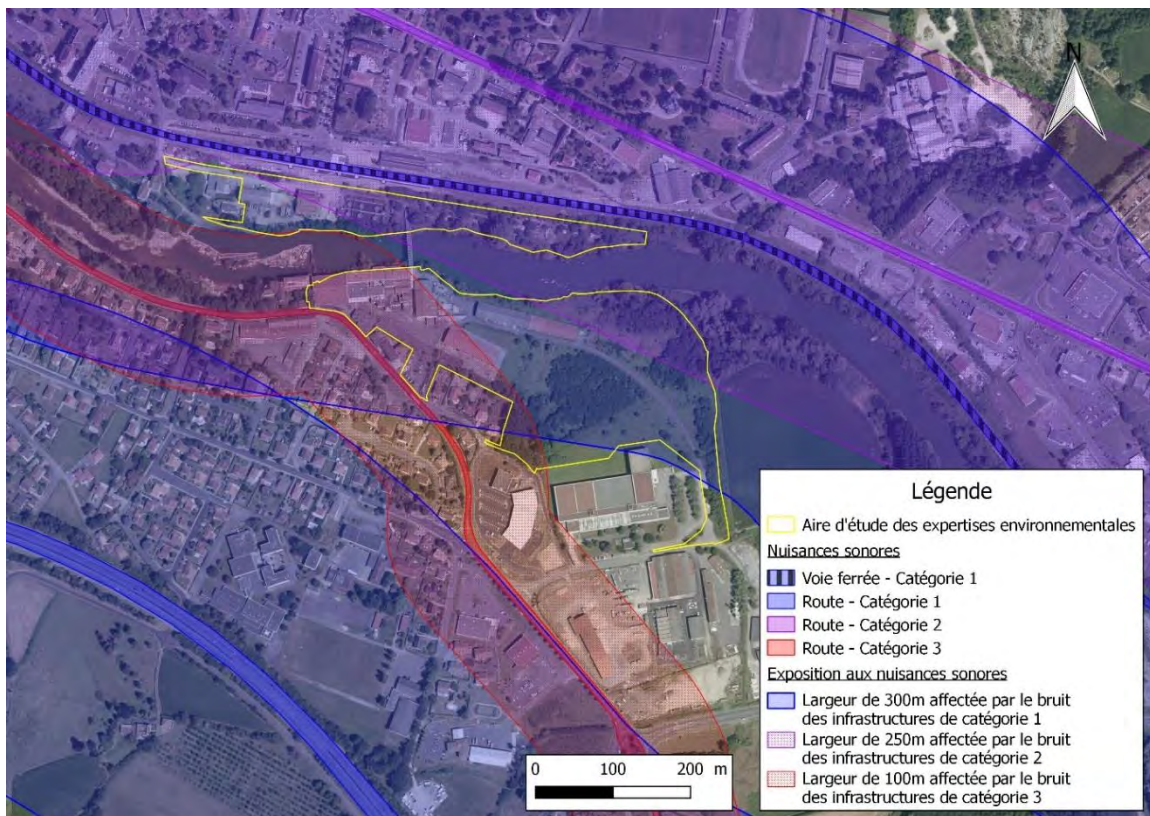 N
Légende
Aire d'étude des expertises environnementales
Nuisances sonores
Voie ferrée - Catégorie 1
Route - Catégorie 1
Route - Catégorie 2
Route - Catégorie 3
Exposition aux nuisances sonores
Largeur de 300m affectée par le bruit
des infrastructures de catégorie 1
Largeur de 250m affectée par le bruit
des infrastructures de catégorie 2
Largeur de 100m affectée par le bruit
des infrastructures de catégorie 3
0 100 200 m